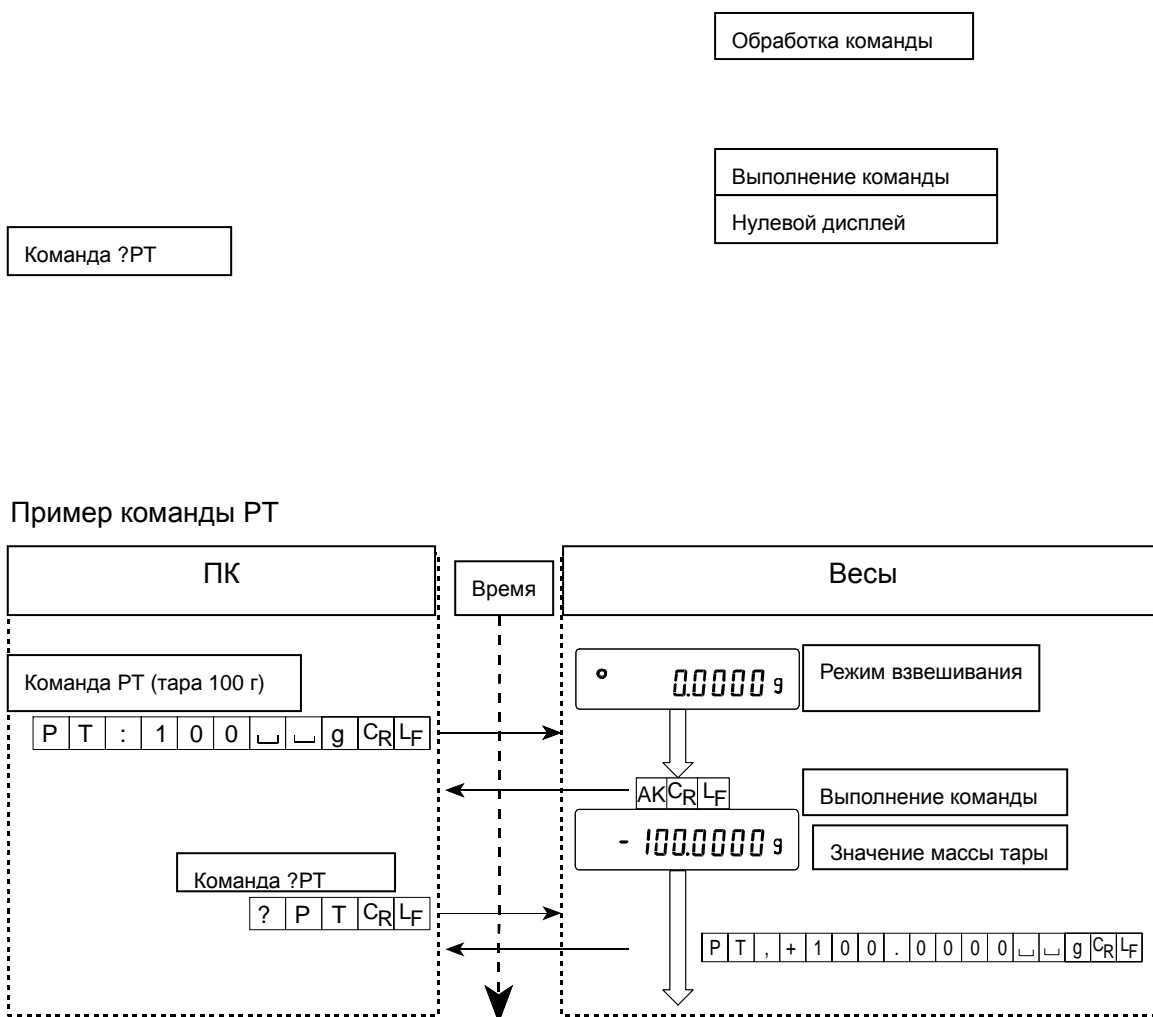 Обработка команды
Выполнение команды
Нулевой дисплей
Команда ?PT
Пример команды PT
ПК
Время
Весы
Команда PT (тара 100 г)
0.0000 g
Режим взвешивания
P T : 1 0 0 ⎵ ⎵ g CR LF
AK CR LF
Выполнение команды
- 100.0000 g
Значение массы тары
Команда ?PT
? P T CR LF
P T , + 1 0 0 . 0 0 0 0 ⎵ ⎵ g CR LF